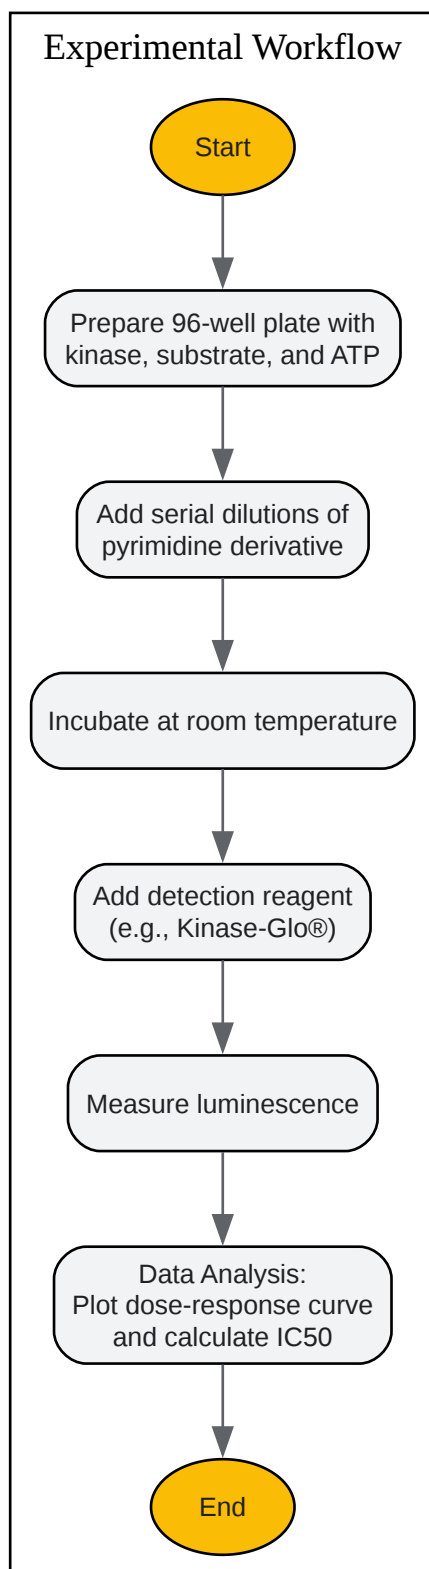 Experimental Workflow
Start
Prepare 96-well plate with
kinase, substrate, and ATP
Add serial dilutions of
pyrimidine derivative
Incubate at room temperature
Add detection reagent
(e.g., Kinase-Glo®)
Measure luminescence
Data Analysis:
Plot dose-response curve
and calculate IC50
End